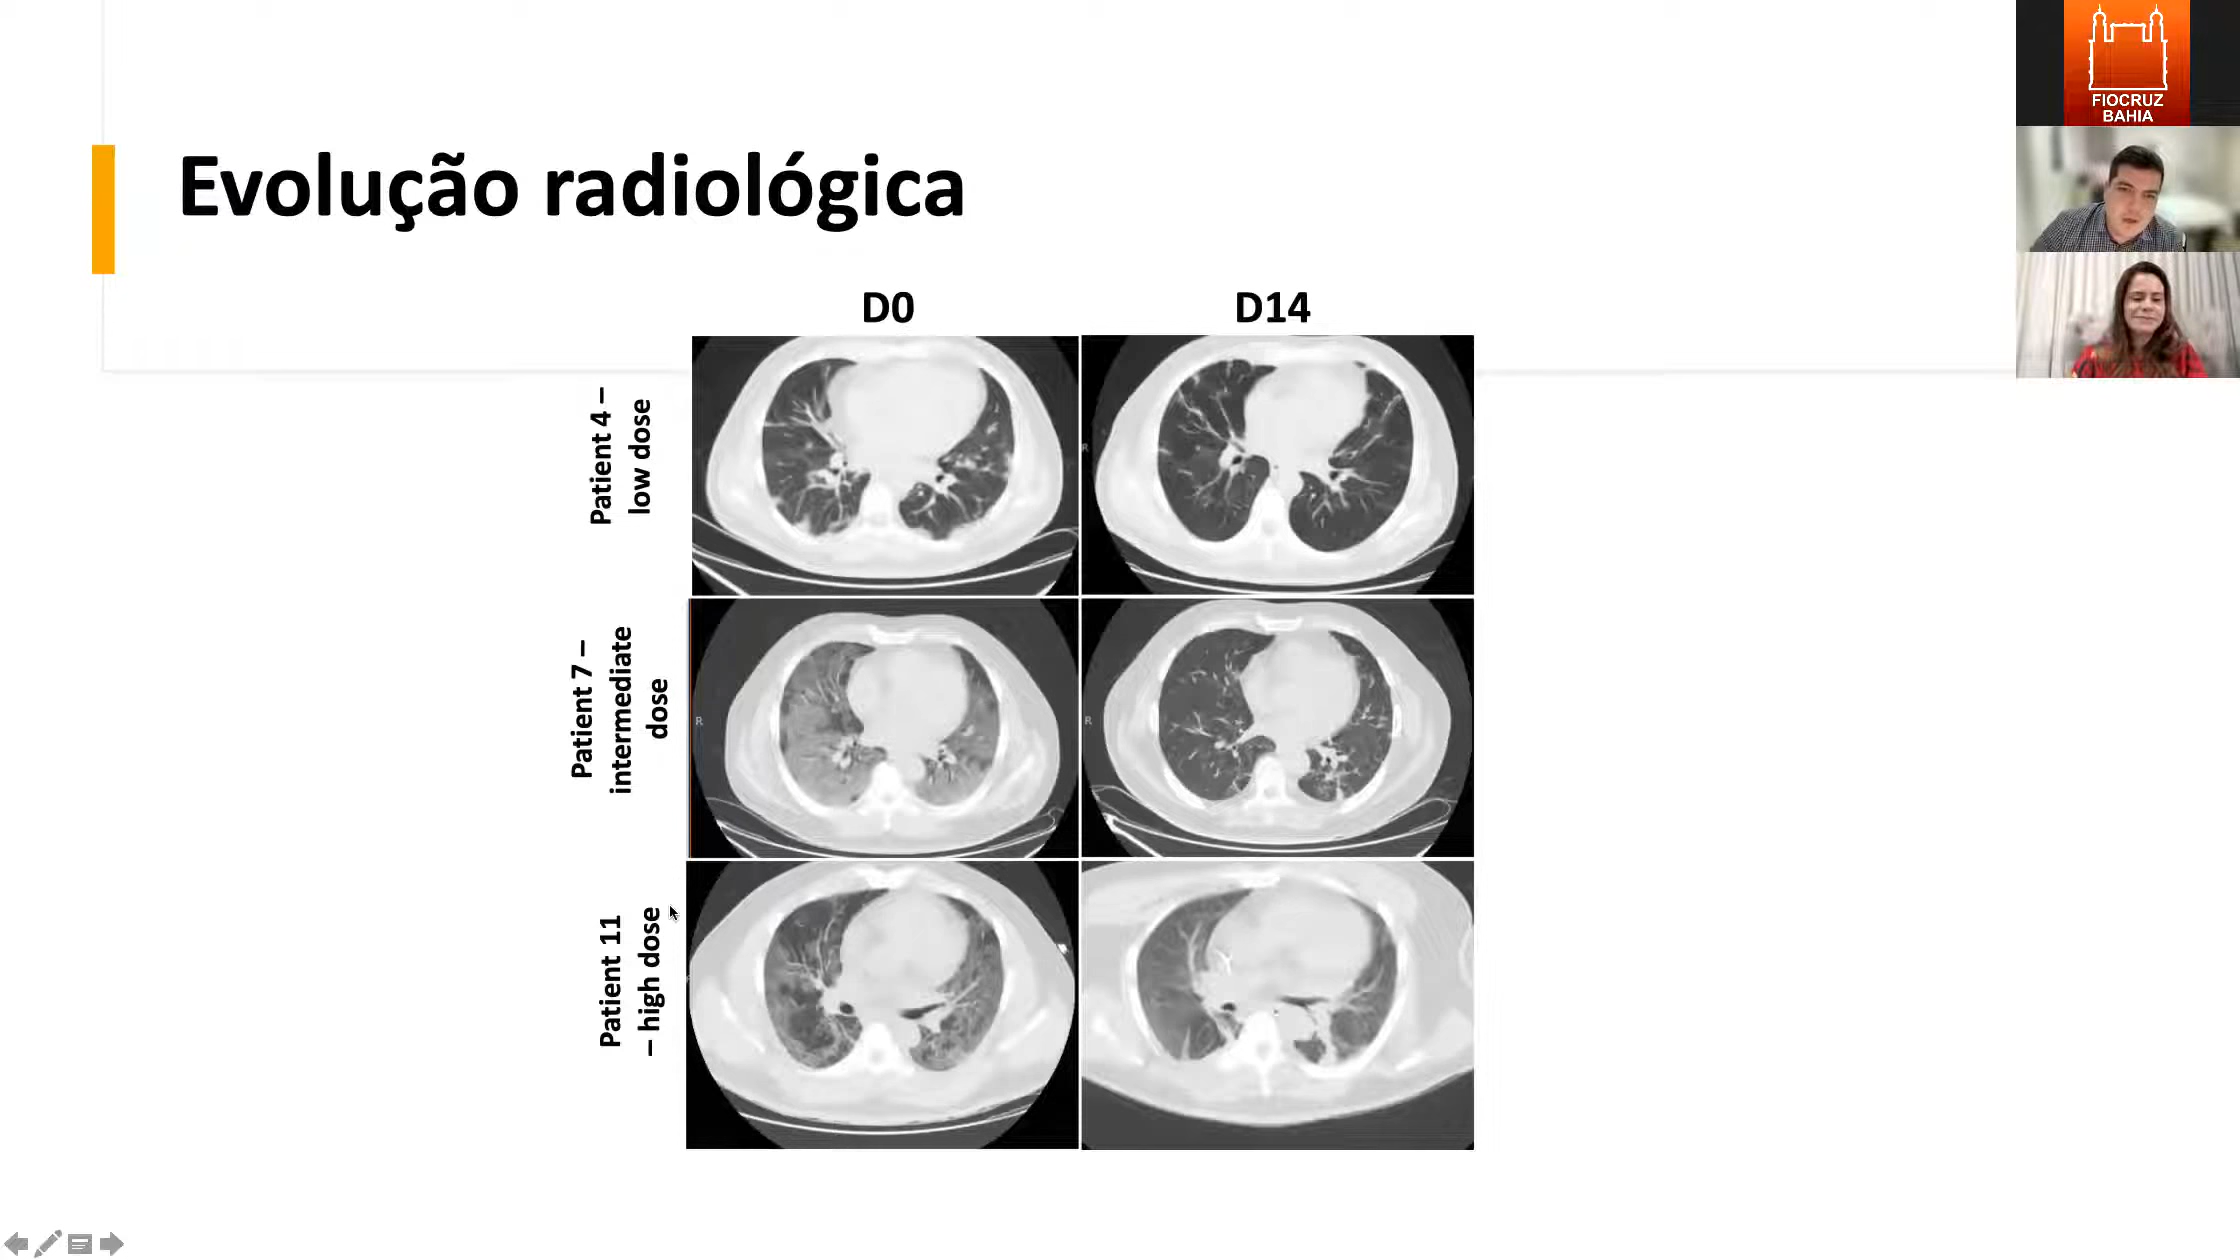 FIOCRUZ
BAHIA
Evolução radiológica
D0
D14
Patient 4 –
low dose
R
Patient 7 –
intermediate
dose
R
R
Patient 11
– high dose